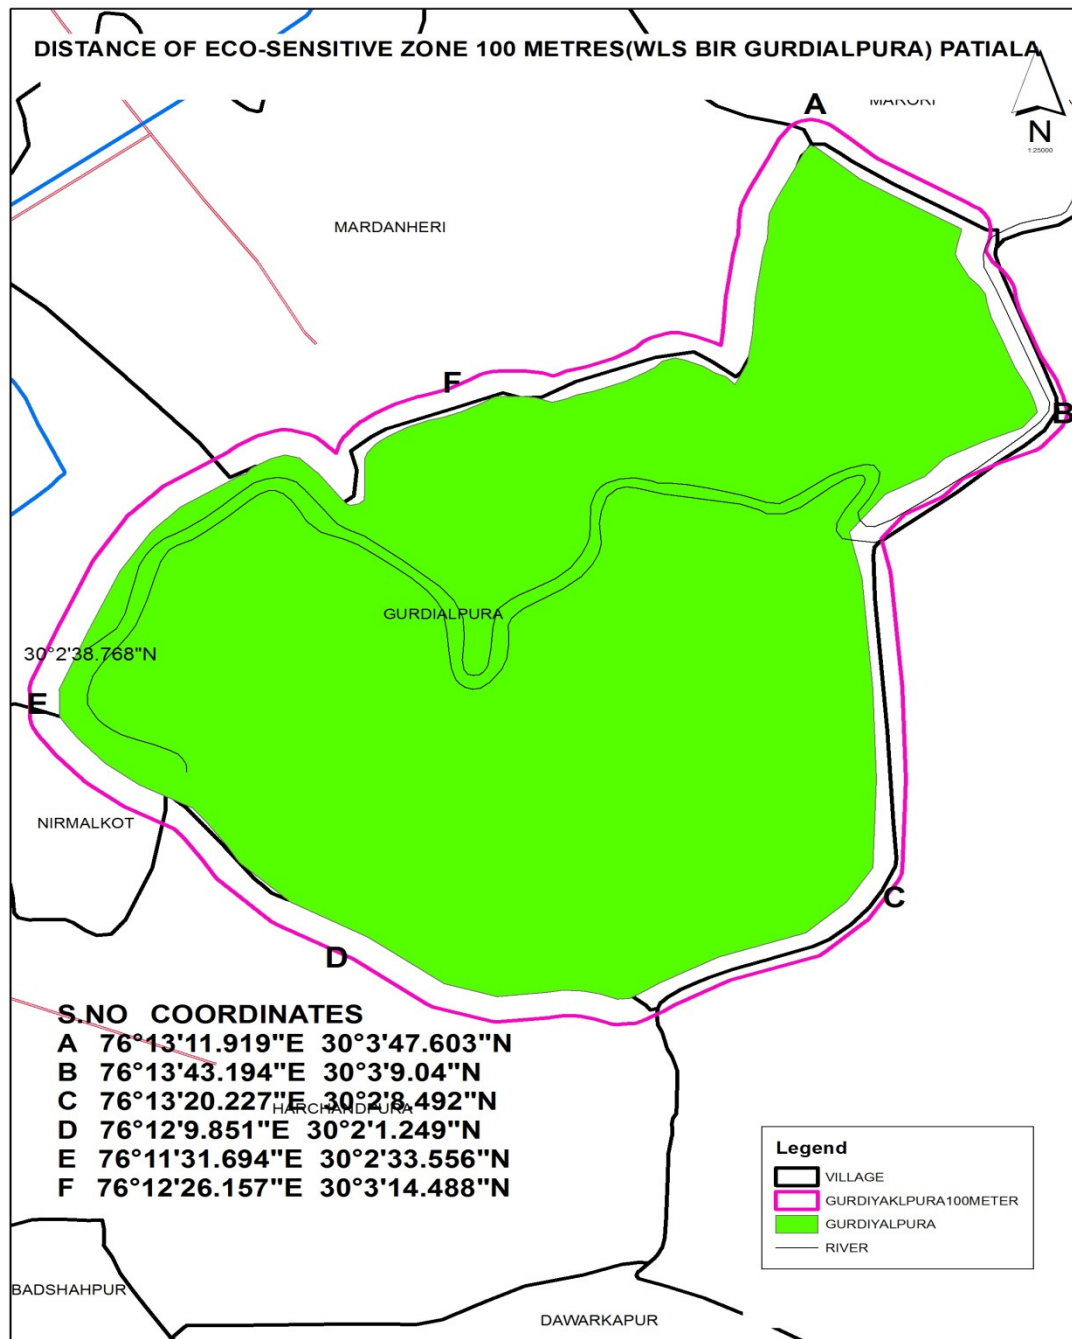 DISTANCE OF ECO-SENSITIVE ZONE 100 METRES(WLS BIR GURDIALPURA) PATIALA
A
N
1:25000
MARDANHERI
F
B
GURDIALPURA
30°2'38.768"N
E
NIRMALKOT
C
D
S.NO COORDINATES
A 76°13'11.919"E 30°3'47.603"N
B 76°13'43.194"E 30°3'9.04"N
C 76°13'20.227"E 30°2'8.492"N
HARCHANDPURA
D 76°12'9.851"E 30°2'1.249"N
E 76°11'31.694"E 30°2'33.556"N
F 76°12'26.157"E 30°3'14.488"N
Legend
VILLAGE
GURDIYAKLPURA100METER
GURDIYALPURA
RIVER
BADSHAHPUR
DAWARKAPUR